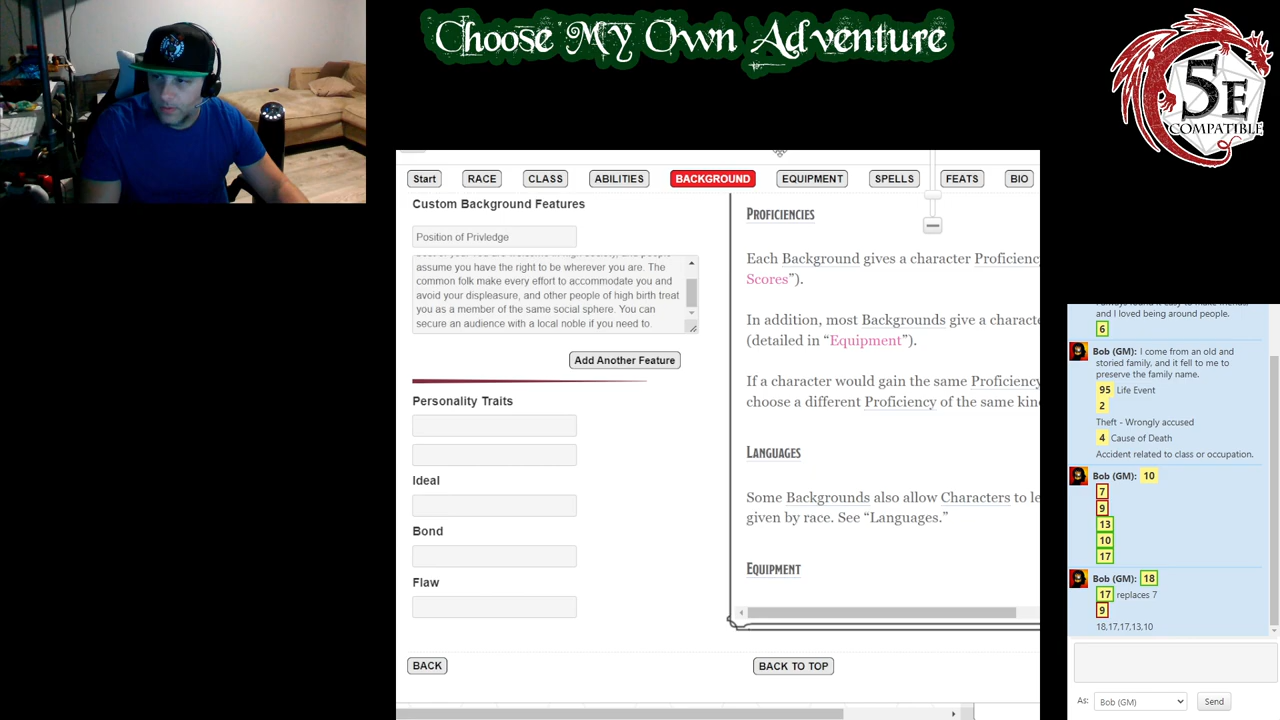 Choose My Own Adventure
5E
COMPATIBLE
Start
RACE
CLASS
ABILITIES
BACKGROUND
EQUIPMENT
SPELLS
FEATS
BIO
Custom Background Features
Position of Privledge
assume you have the right to be wherever you are. The
common folk make every effort to accommodate you and
avoid your displeasure, and other people of high birth treat
you as a member of the same social sphere. You can
secure an audience with a local noble if you need to.
Add Another Feature
Personality Traits
Ideal
Bond
Flaw
BACK
PROFICIENCIES
Each Background gives a character Proficiency
Scores”).
In addition, most Backgrounds give a characte
(detailed in “Equipment”).
If a character would gain the same Proficiency
choose a different Proficiency of the same kin
LANGUAGES
Some Backgrounds also allow Characters to le
given by race. See “Languages.”
EQUIPMENT
BACK TO TOP
and I loved being around people.
6
Bob (GM): I come from an old and
storied family, and it fell to me to
preserve the family name.
95 Life Event
2
Theft - Wrongly accused
4 Cause of Death
Accident related to class or occupation.
Bob (GM): 10
7
9
13
10
17
Bob (GM): 18
17 replaces 7
9
18,17,17,13,10
As:
Bob (GM)
Send